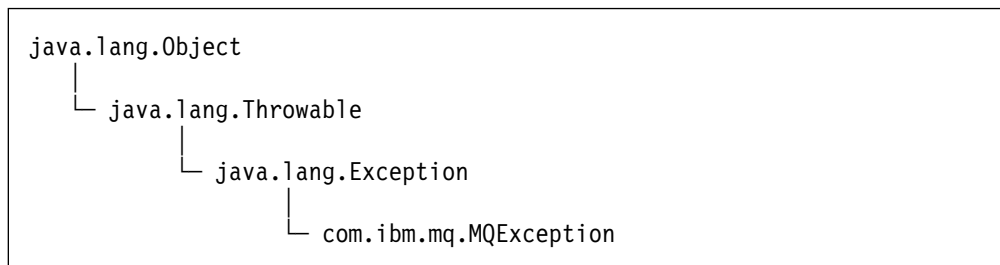 java.lang.Object
java.lang.Throwable
java.lang.Exception
com.ibm.mq.MQException